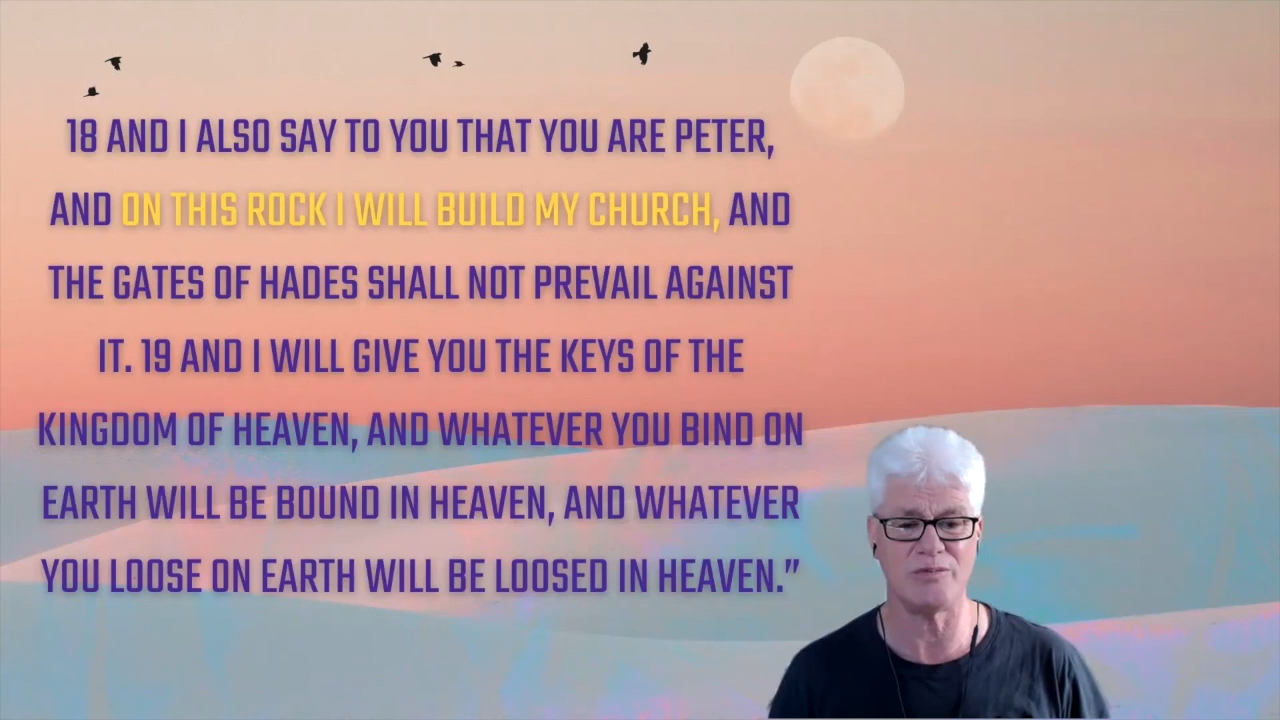 18 AND I ALSO SAY TO YOU THAT YOU ARE PETER,
AND ON THIS ROCK I WILL BUILD MY CHURCH, AND
THE GATES OF HADES SHALL NOT PREVAIL AGAINST
IT. 19 AND I WILL GIVE YOU THE KEYS OF THE
KINGDOM OF HEAVEN, AND WHATEVER YOU BIND ON
EARTH WILL BE BOUND IN HEAVEN, AND WHATEVER
YOU LOOSE ON EARTH WILL BE LOOSED IN HEAVEN.”